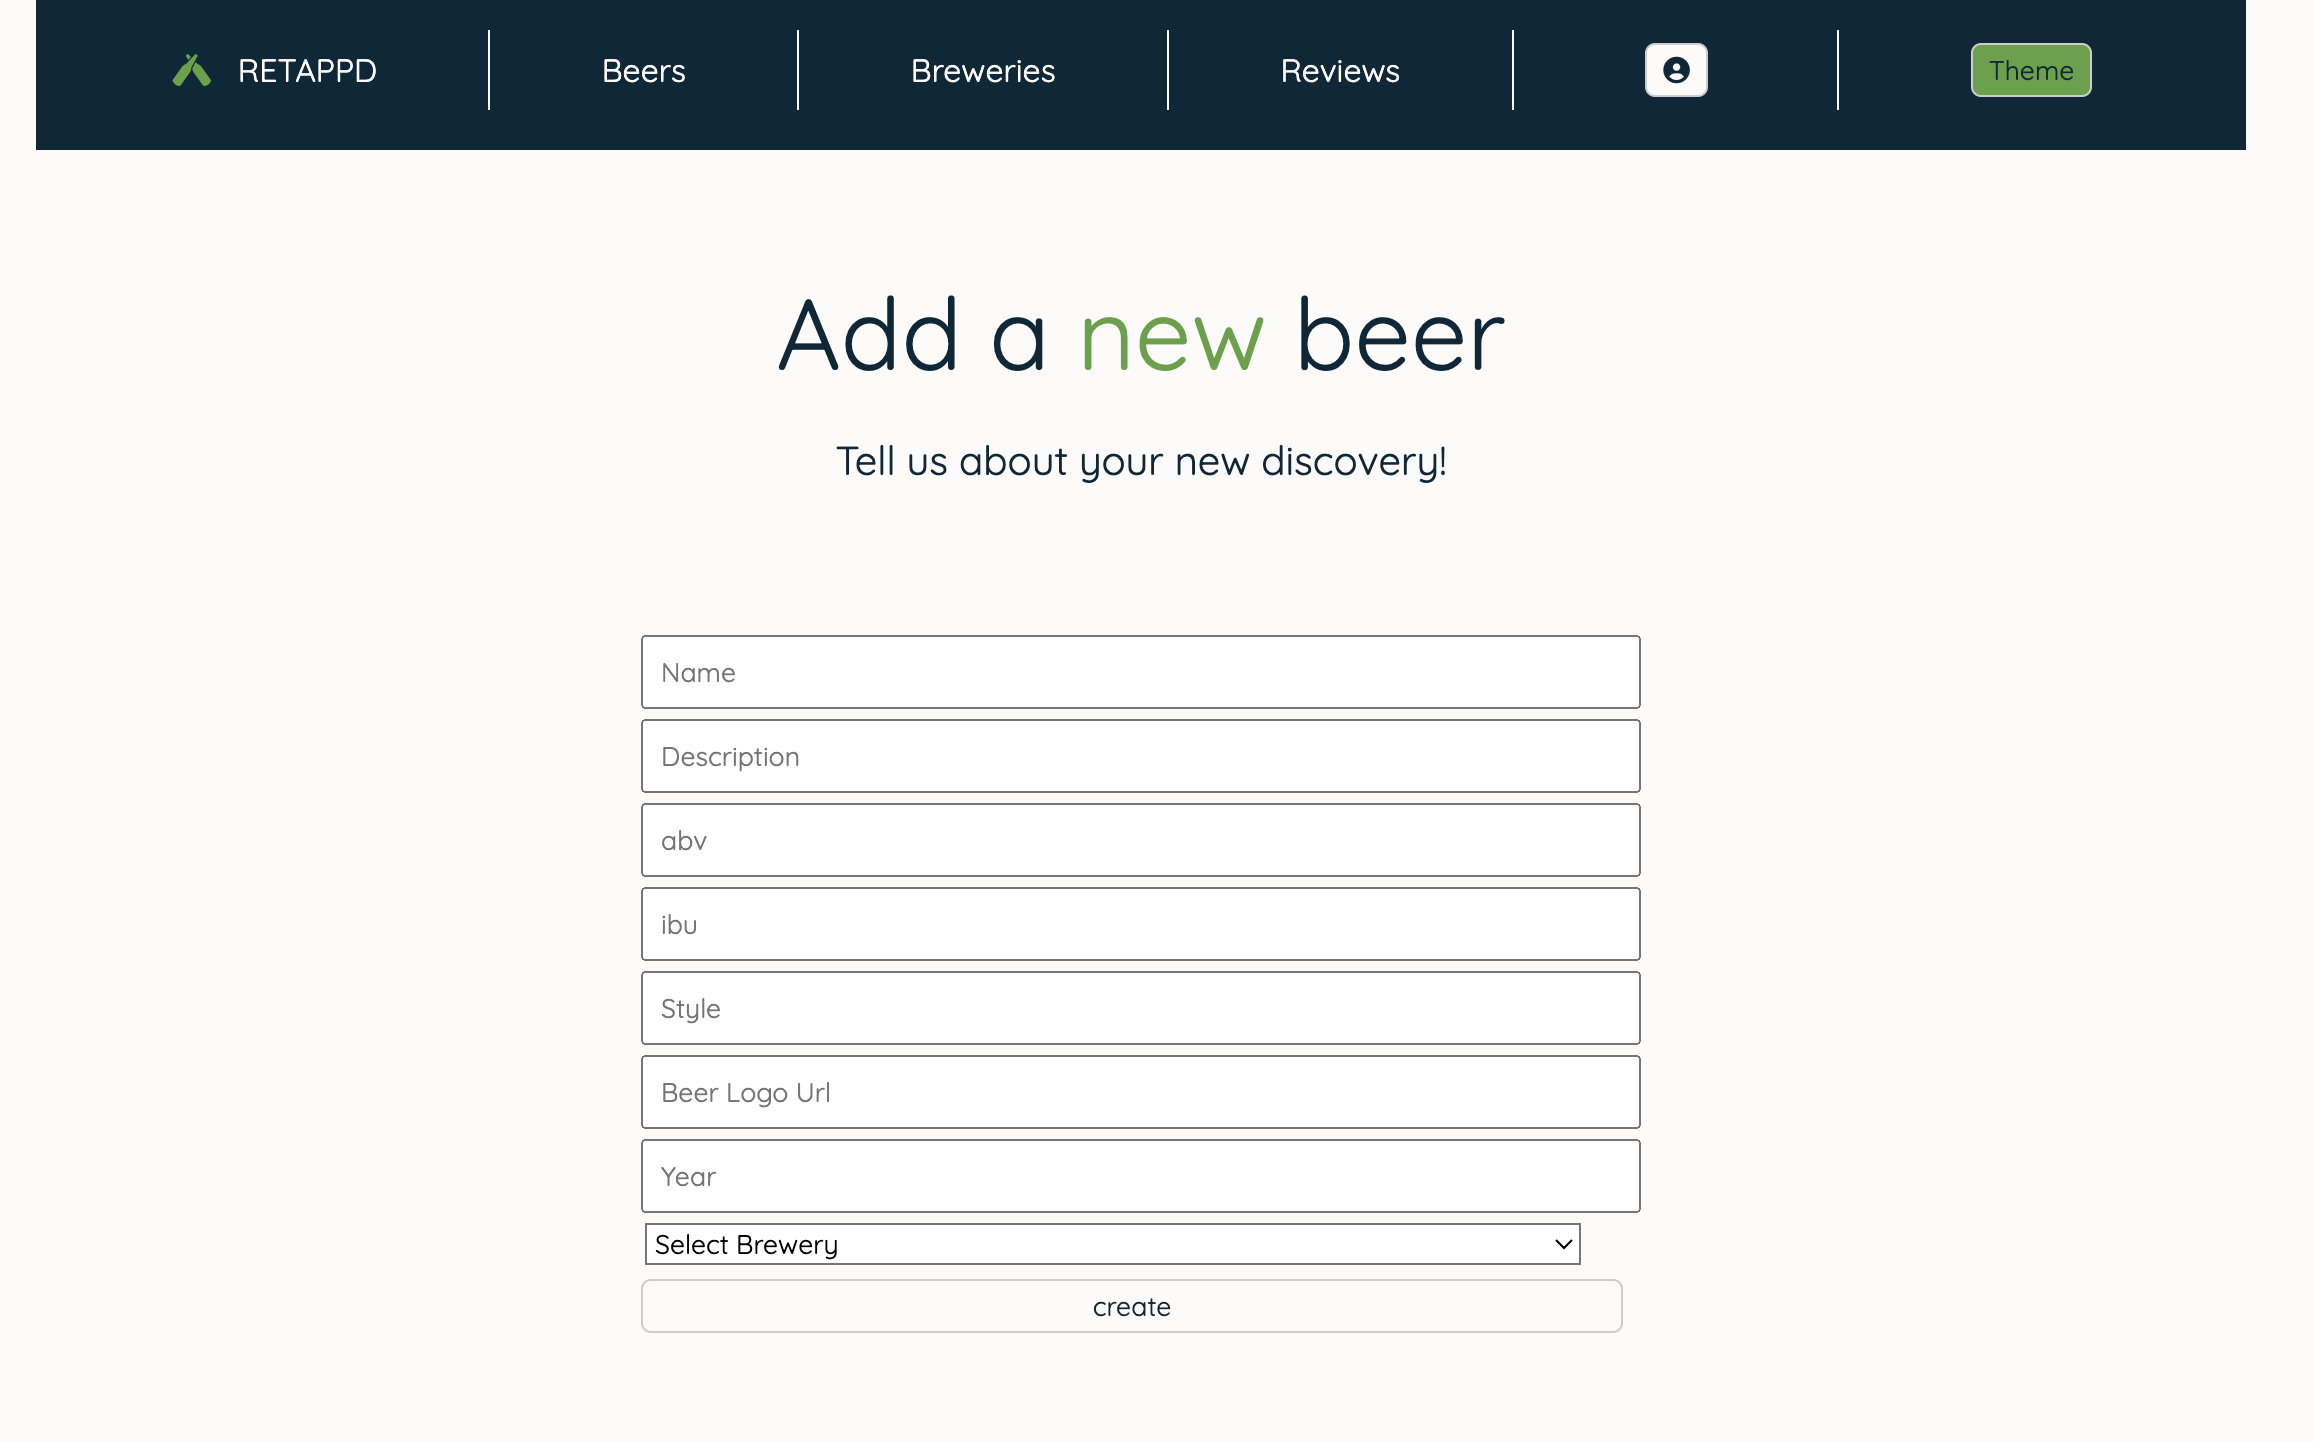 RETAPPD Beers Breweries Reviews Theme
Add a new beer
Tell us about your new discovery!
Name
Description
abv
ibu
Style
Beer Logo Url
Year
Select Brewery
create